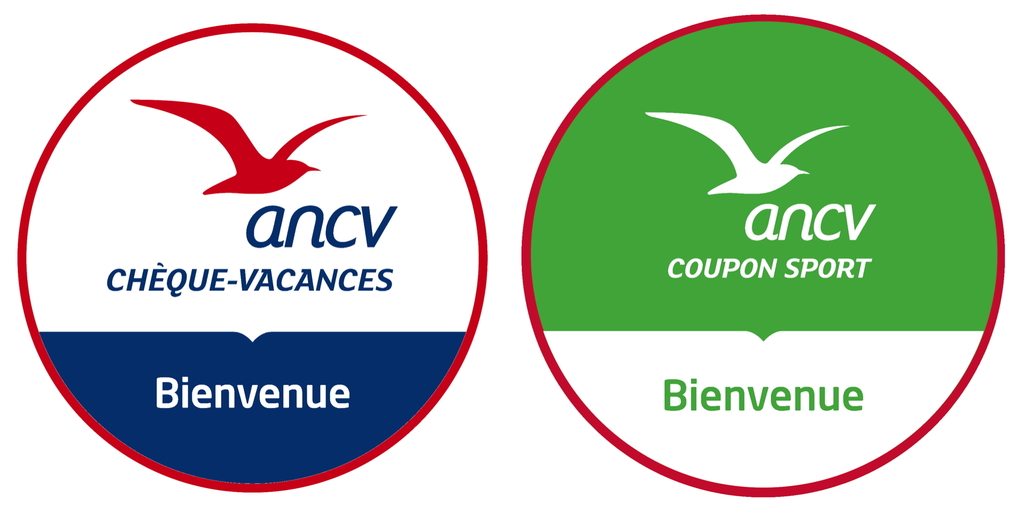 ancv
CHÈQUE-VACANCES
Bienvenue
ancv
COUPON SPORT
Bienvenue